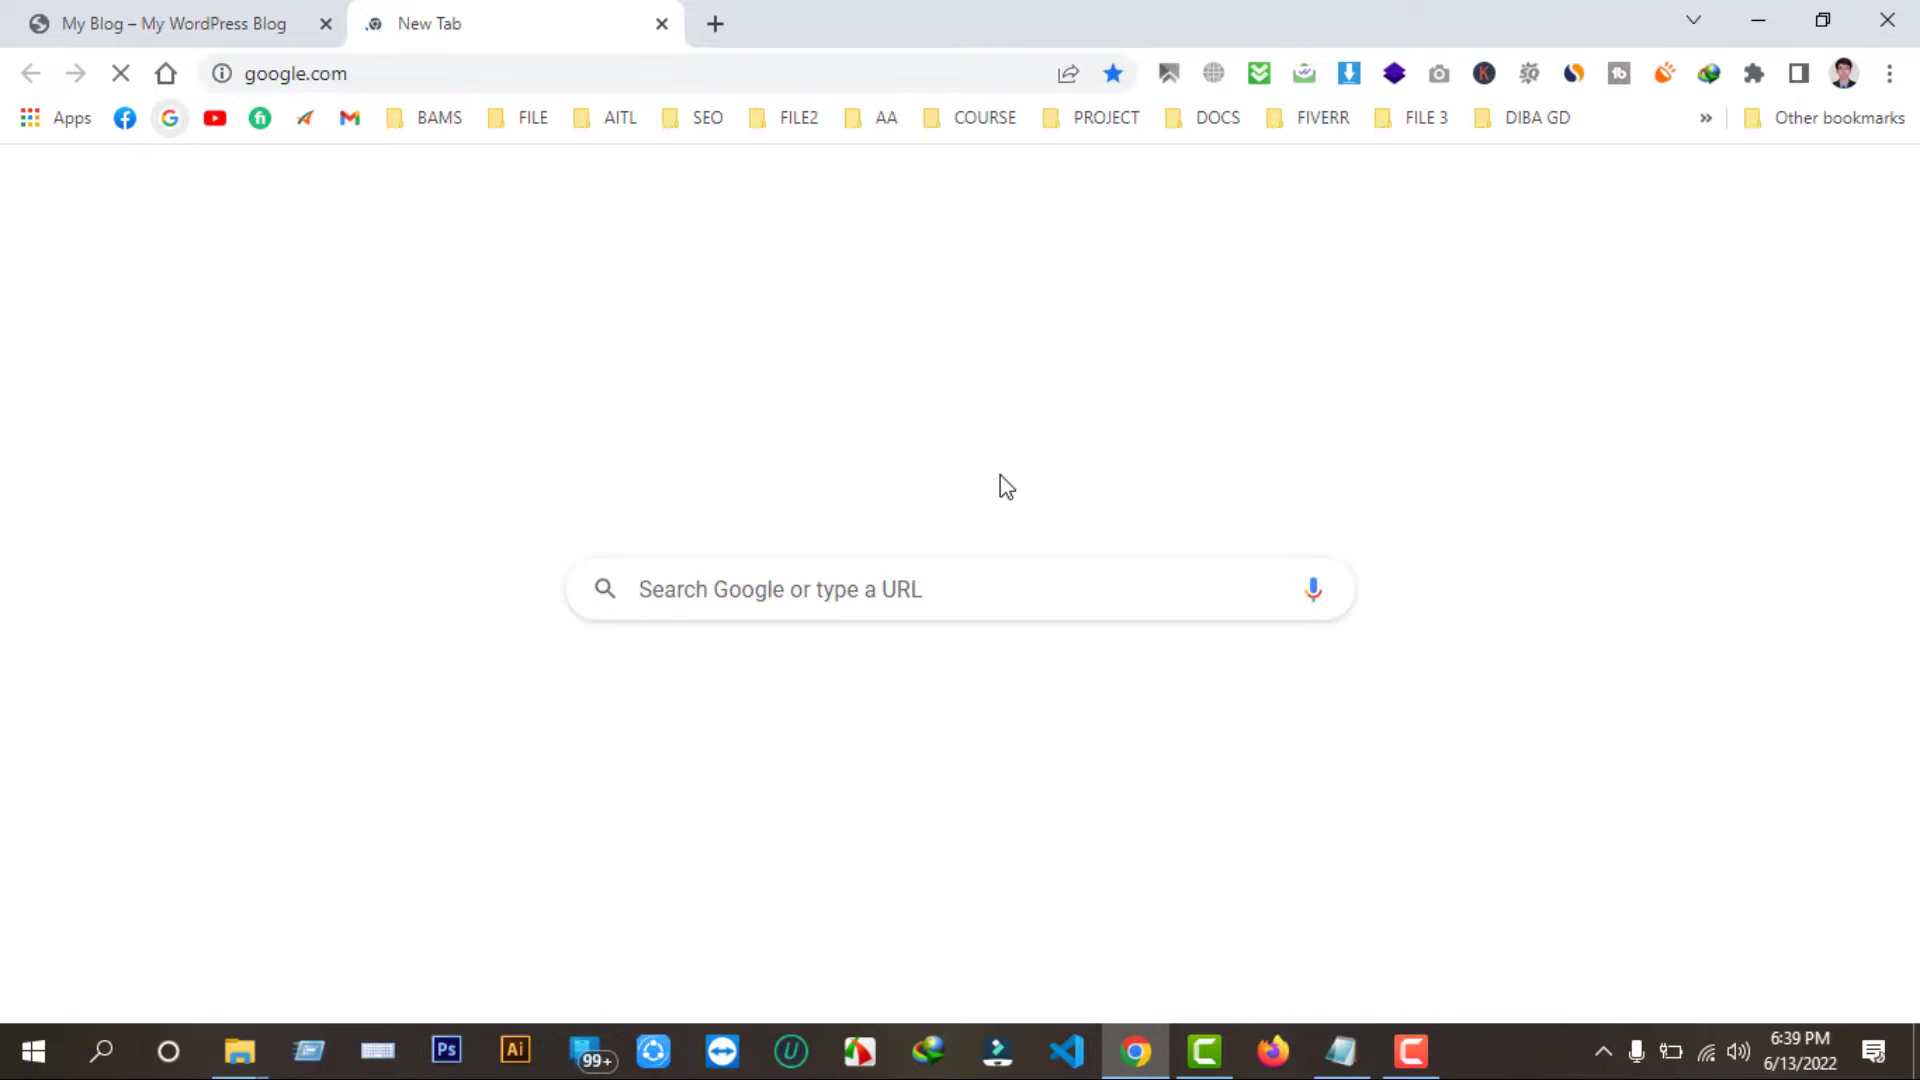 My Blog – My WordPress Blog
New Tab
google.com
Apps
BAMS
FILE
AITL
SEO
FILE2
AA
COURSE
PROJECT
DOCS
FIVERR
FILE 3
DIBA GD
Other bookmarks
Search Google or type a URL
Ps
Ai
99+
6:39 PM
6/13/2022